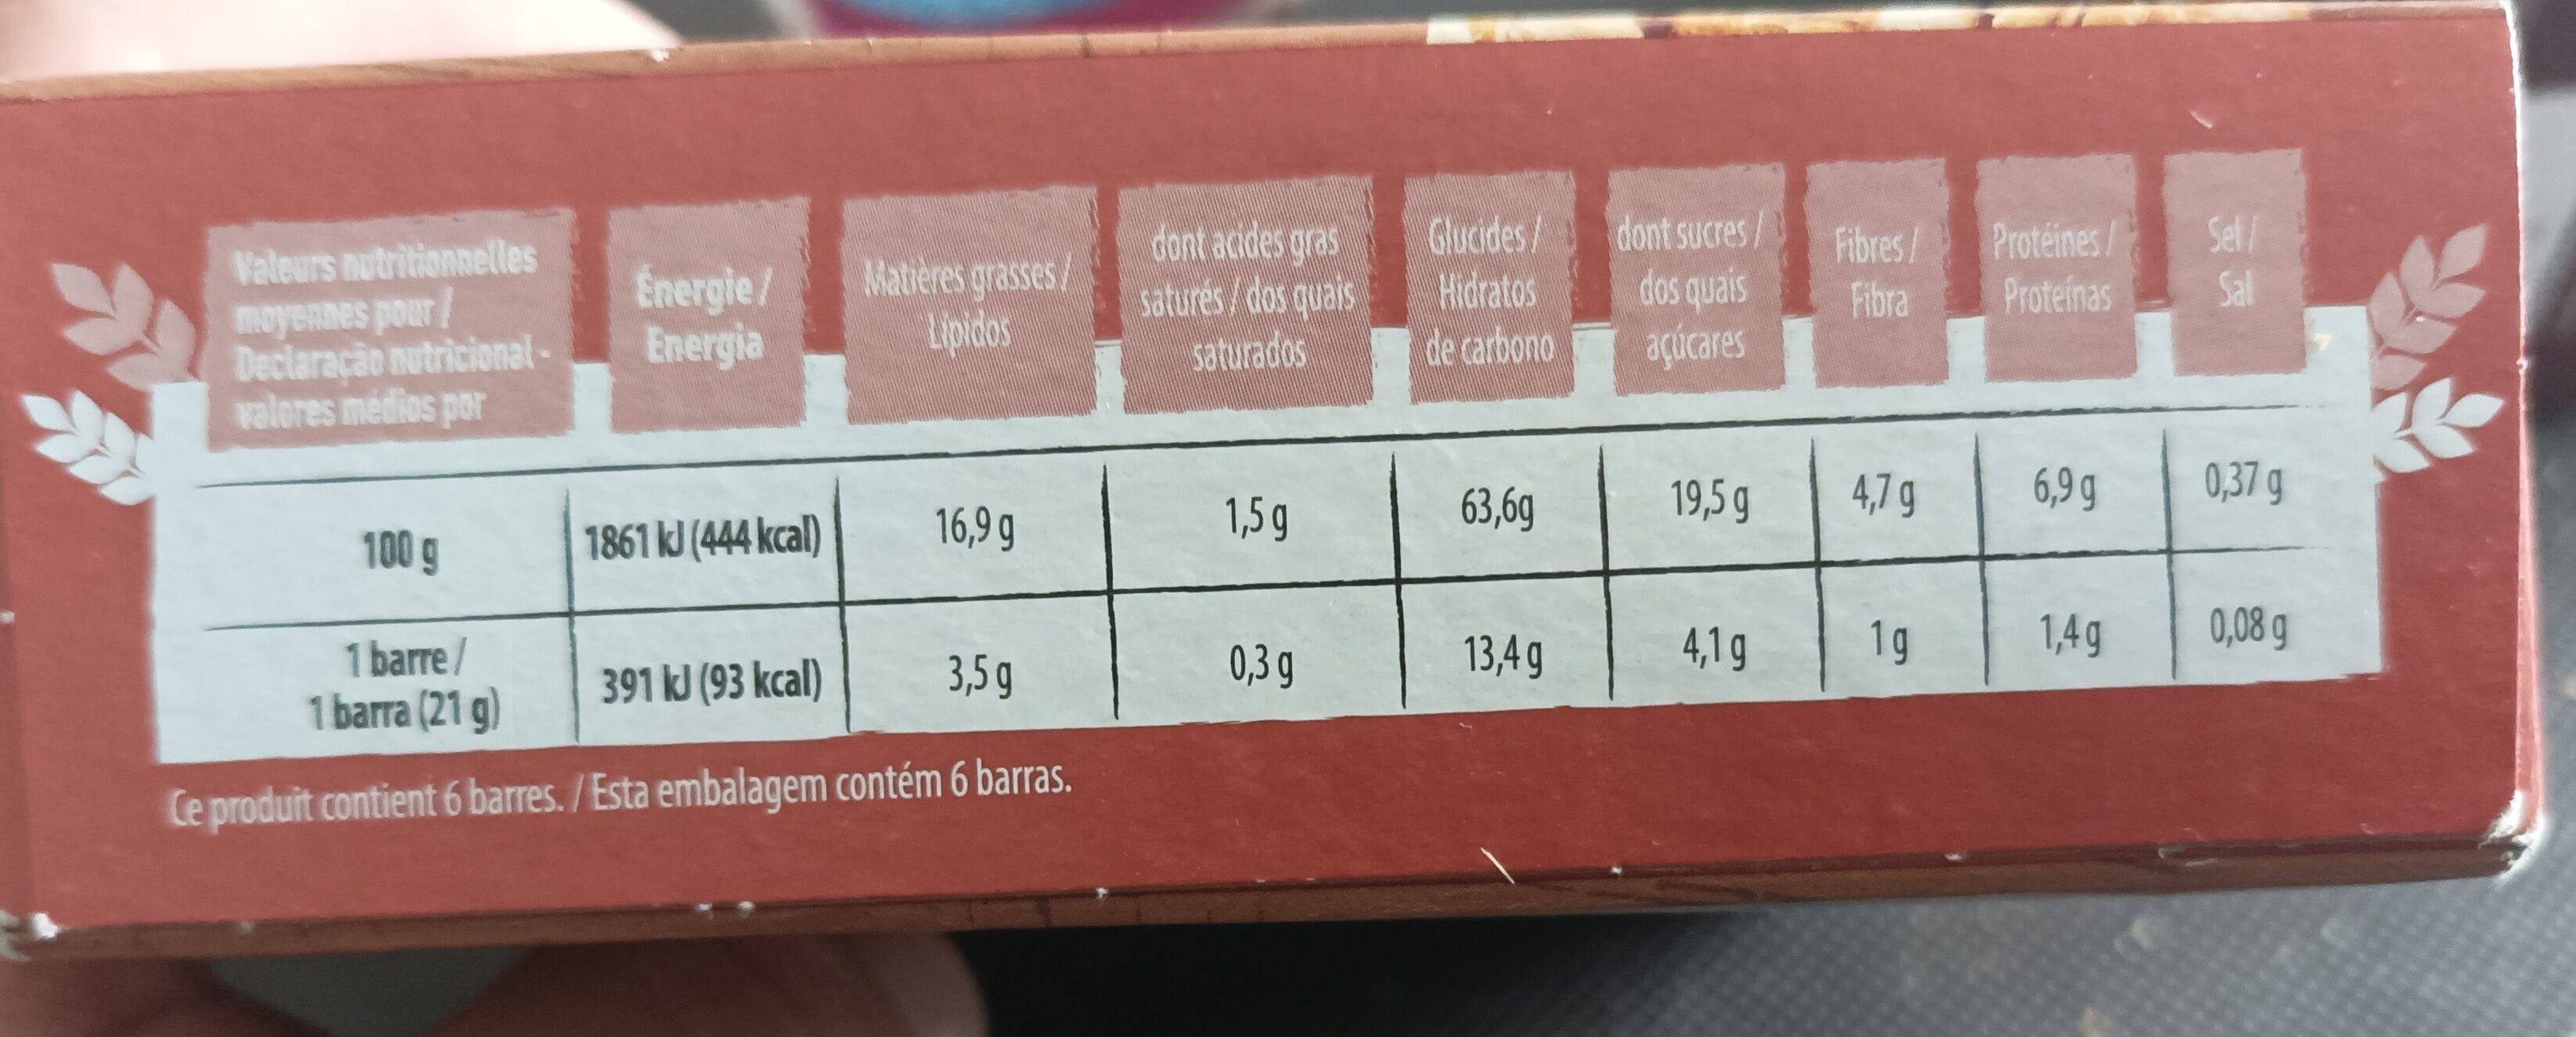 Valeurs nutritionnelles
moyennes pour /
Declaração nutricional -
valores médios por
Énergie /
Energia
Matières grasses /
Lípidos
dont acides gras
saturés / dos quais
saturados
Glucides /
Hidratos
de carbono
dont sucres /
dos quais
açúcares
Fibres /
Fibra
Protéines /
Proteínas
Sel /
Sal
100 g
1861 kJ (444 kcal)
16,9 g
1,5 g
63,6g
19,5 g
4,7 g
6,9 g
0,37 g
1 barre /
1 barra (21 g)
391 kJ (93 kcal)
3,5 g
0,3 g
13,4 g
4,1 g
1 g
1,4 g
0,08 g
Ce produit contient 6 barres. / Esta embalagem contém 6 barras.